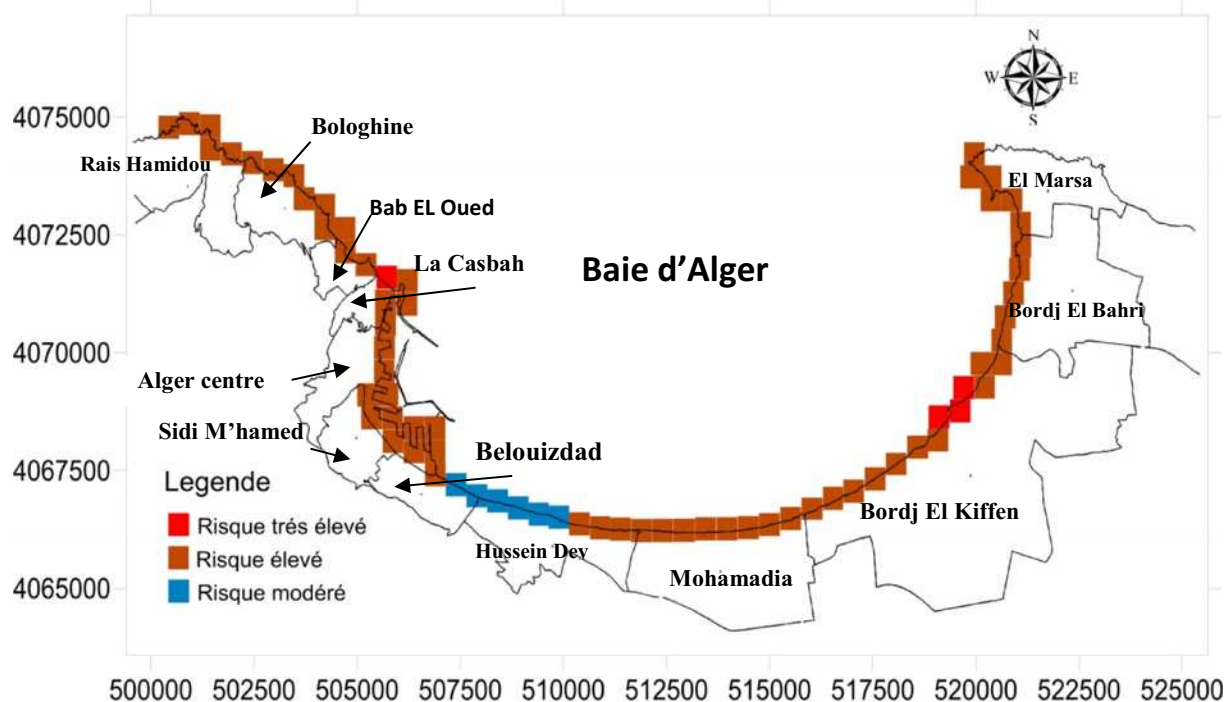 N
W
E
S
4075000
Bologhine
Rais Hamidou
El Marsa
Bab EL Oued
4072500
La Casbah
Baie d’Alger
Bordj El Bahri
4070000
Alger centre
Sidi M’hamed
Belouizdad
4067500
Legende
Risque trés élevé
Risque élevé
Risque modéré
Bordj El Kiffen
Hussein Dey
Mohamadia
4065000
500000 502500 505000 507500 510000 512500 515000 517500 520000 522500 525000